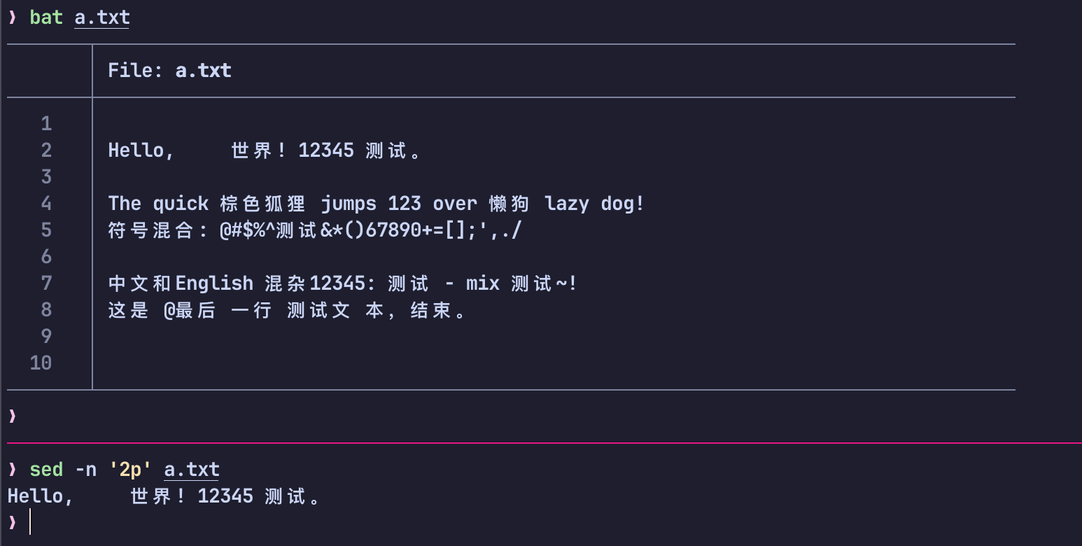 ❯ bat a.txt
File: a.txt
1
2 Hello,     世界！12345 测试。
3
4 The quick 棕色狐狸 jumps 123 over 懒狗 lazy dog!
5 符号混合：@#$%^测试&*()67890+=[];',./
6
7 中文和English 混杂12345: 测试 - mix 测试~!
8 这是 @最后 一行 测试文 本，结束。
9
10
❯
❯ sed -n '2p' a.txt
Hello,     世界！12345 测试。
❯